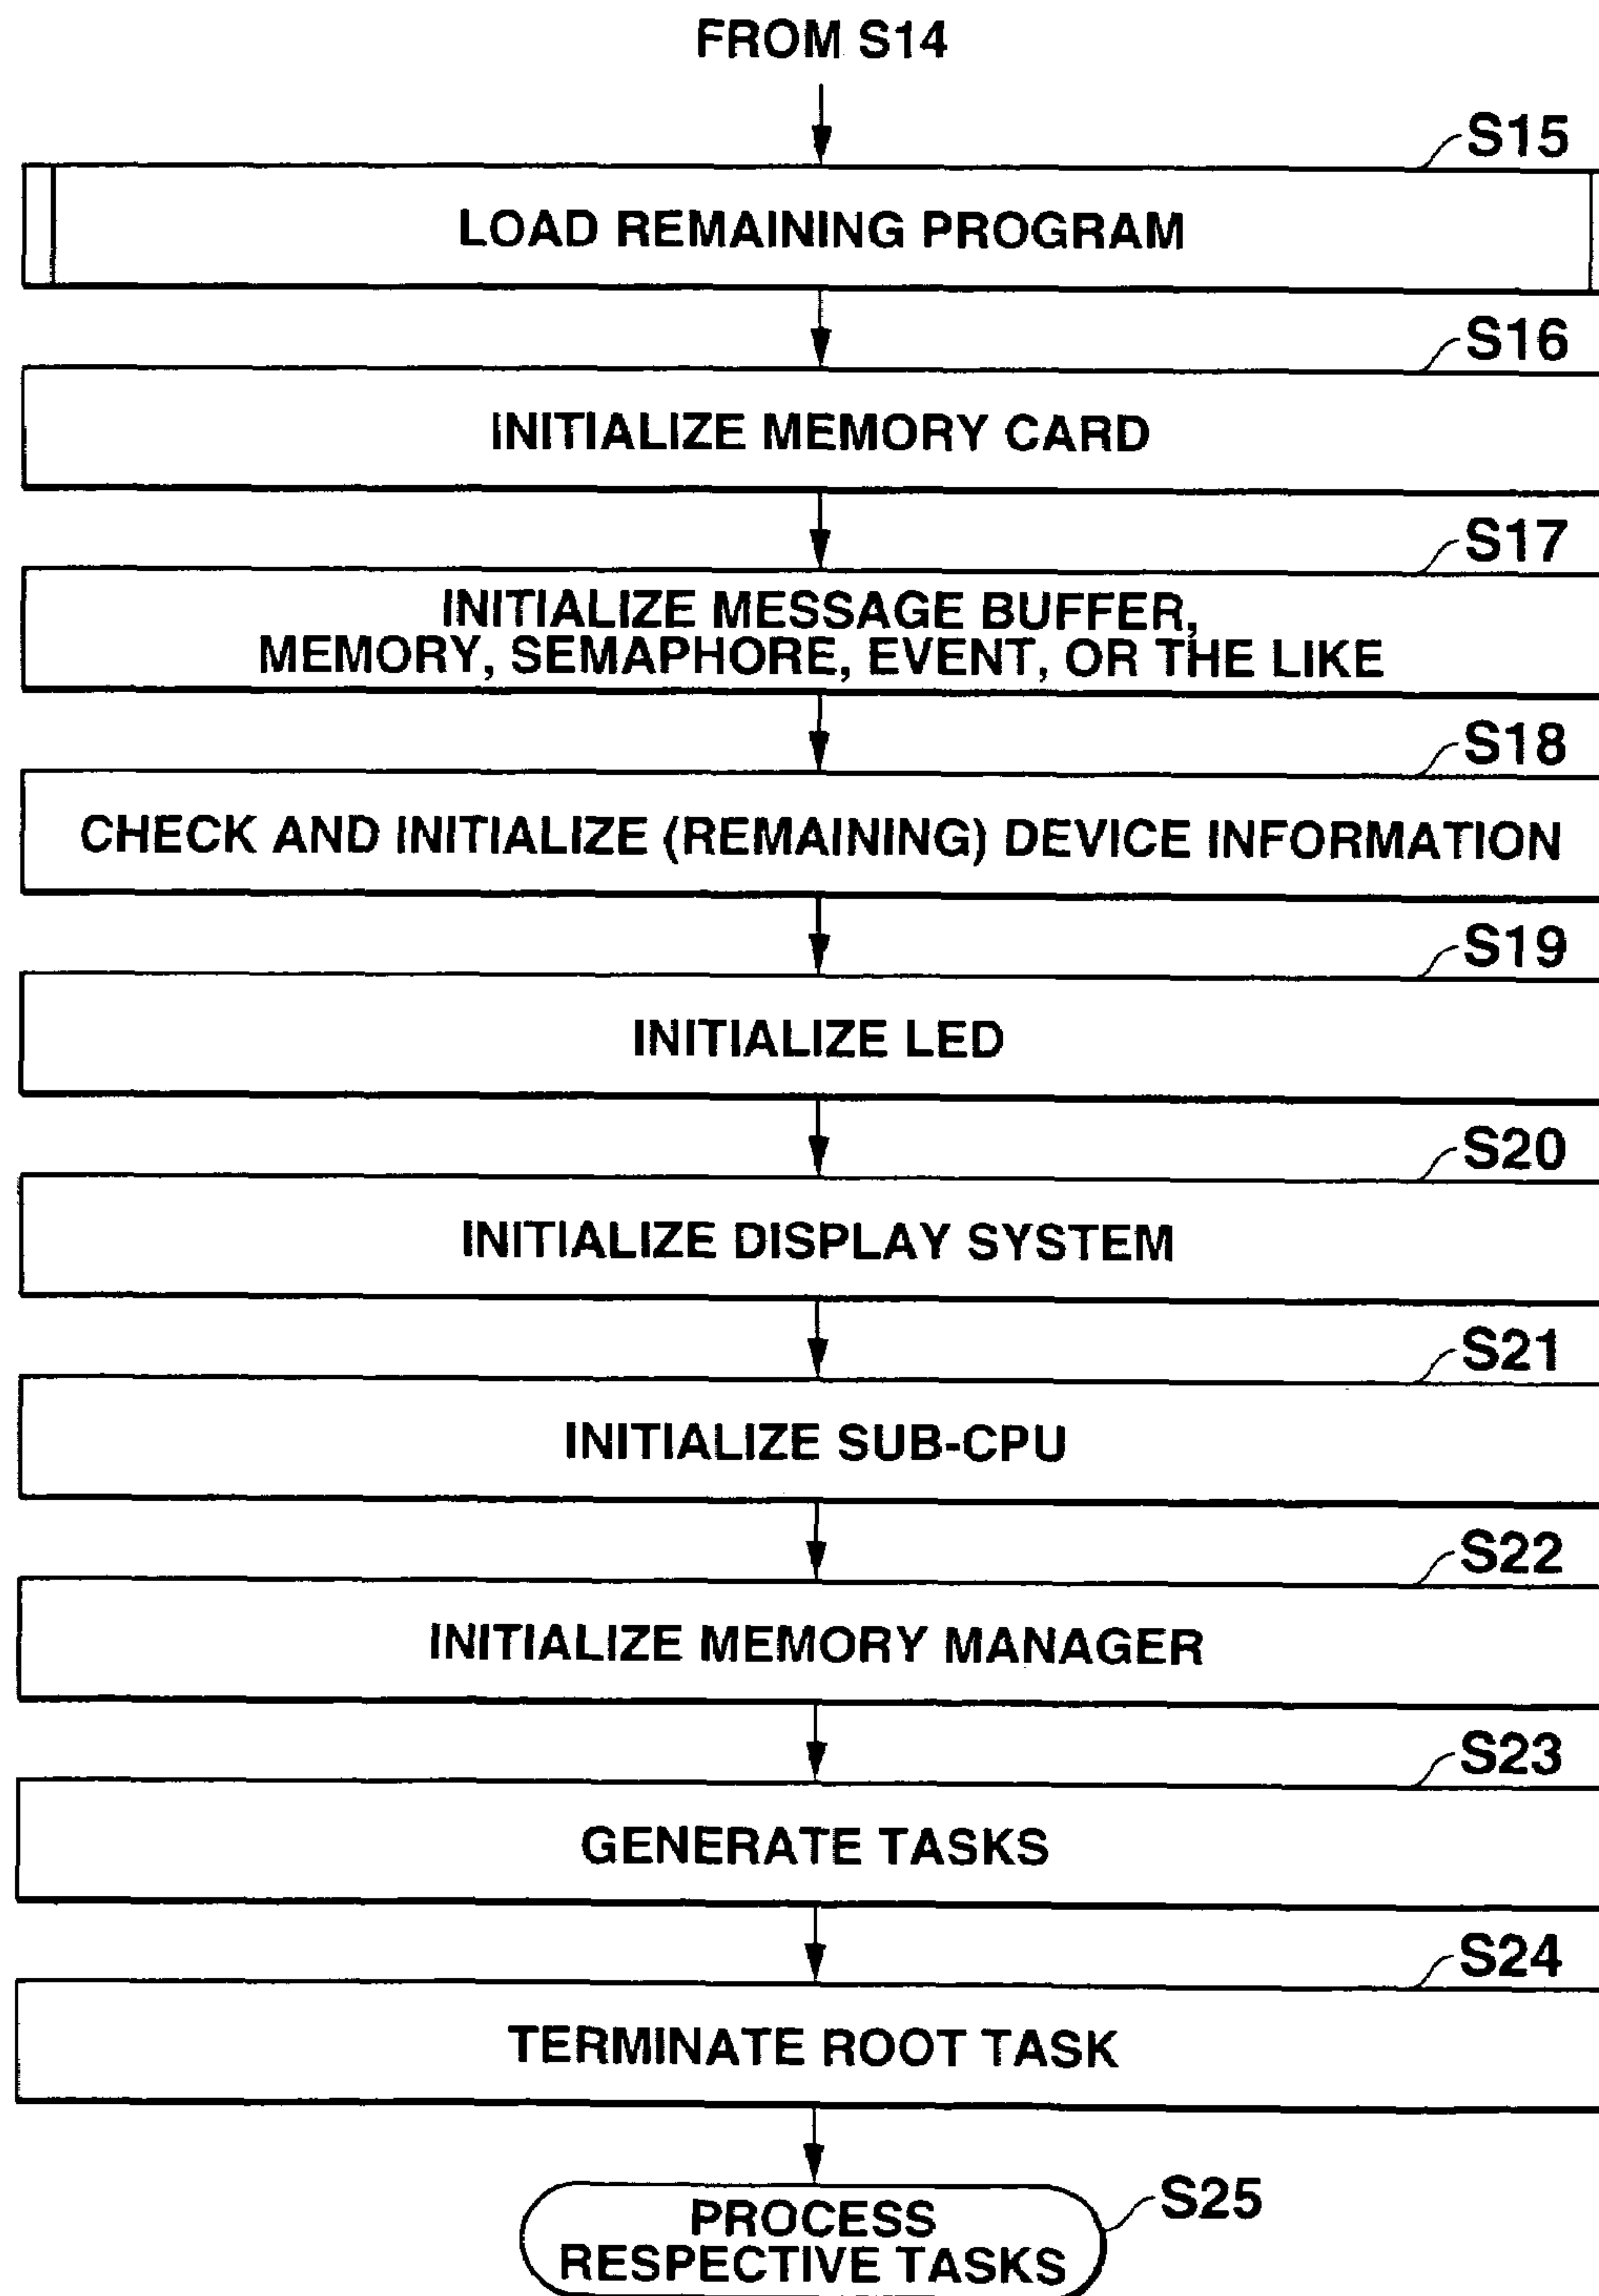 FROM S14
S15
LOAD REMAINING PROGRAM
S16
INITIALIZE MEMORY CARD
S17
INITIALIZE MESSAGE BUFFER,
MEMORY, SEMAPHORE, EVENT, OR THE LIKE
S18
CHECK AND INITIALIZE (REMAINING) DEVICE INFORMATION
S19
INITIALIZE LED
S20
INITIALIZE DISPLAY SYSTEM
S21
INITIALIZE SUB-CPU
S22
INITIALIZE MEMORY MANAGER
S23
GENERATE TASKS
S24
TERMINATE ROOT TASK
S25
PROCESS
RESPECTIVE TASKS